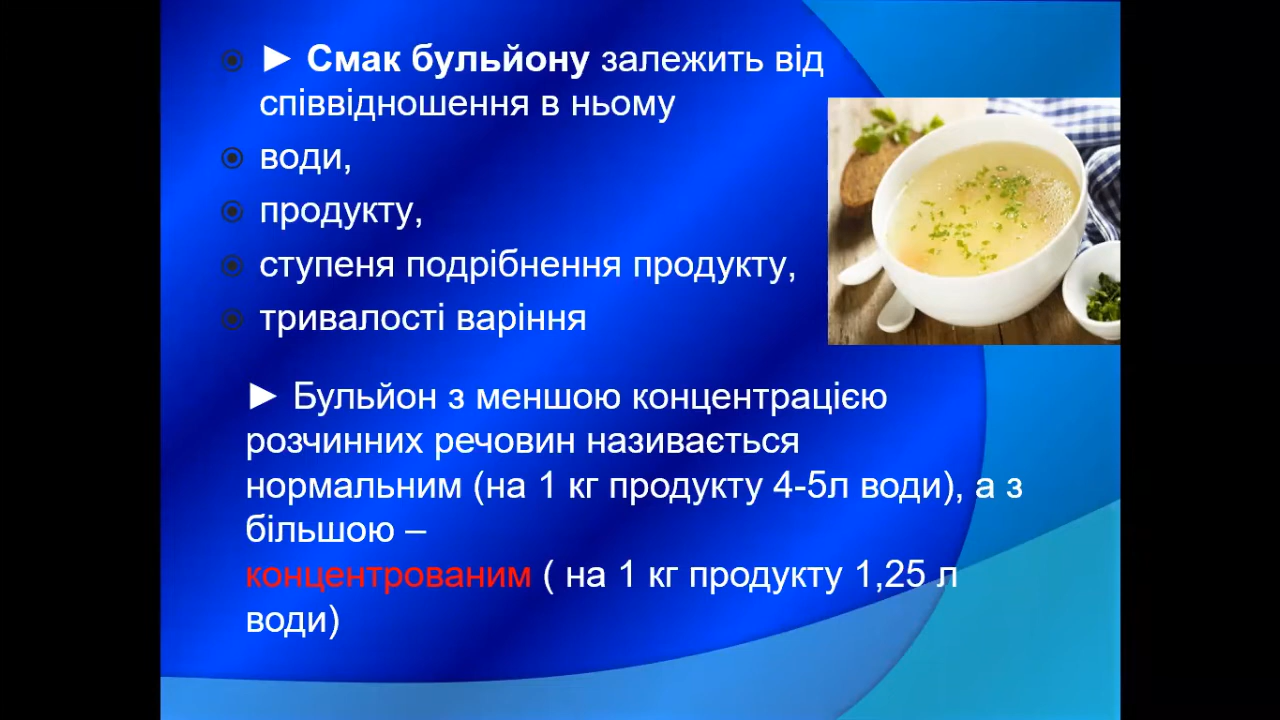 ► Смак бульйону залежить від
співвідношення в ньому
води,
продукту,
ступеня подрібнення продукту,
тривалості варіння
► Бульйон з меншою концентрацією
розчинних речовин називається
нормальним (на 1 кг продукту 4-5л води), а з
більшою –
концентрованим ( на 1 кг продукту 1,25 л
води)